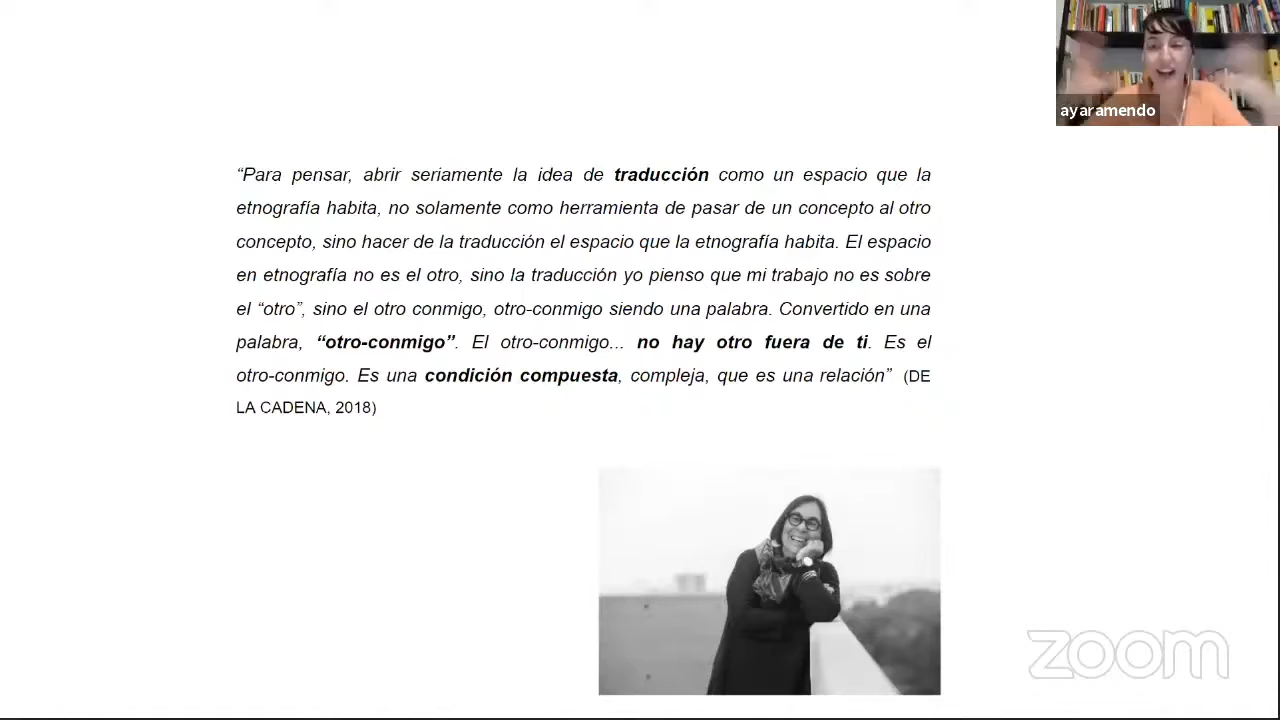 ayaramendo
“Para pensar, abrir seriamente la idea de traducción como un espacio que la
etnografía habita, no solamente como herramienta de pasar de un concepto al otro
concepto, sino hacer de la traducción el espacio que la etnografía habita. El espacio
en etnografía no es el otro, sino la traducción yo pienso que mi trabajo no es sobre
el “otro”, sino el otro conmigo, otro-conmigo siendo una palabra. Convertido en una
palabra, “otro-conmigo”. El otro-conmigo... no hay otro fuera de ti. Es el
otro-conmigo. Es una condición compuesta, compleja, que es una relación” (DE
LA CADENA, 2018)
zoom